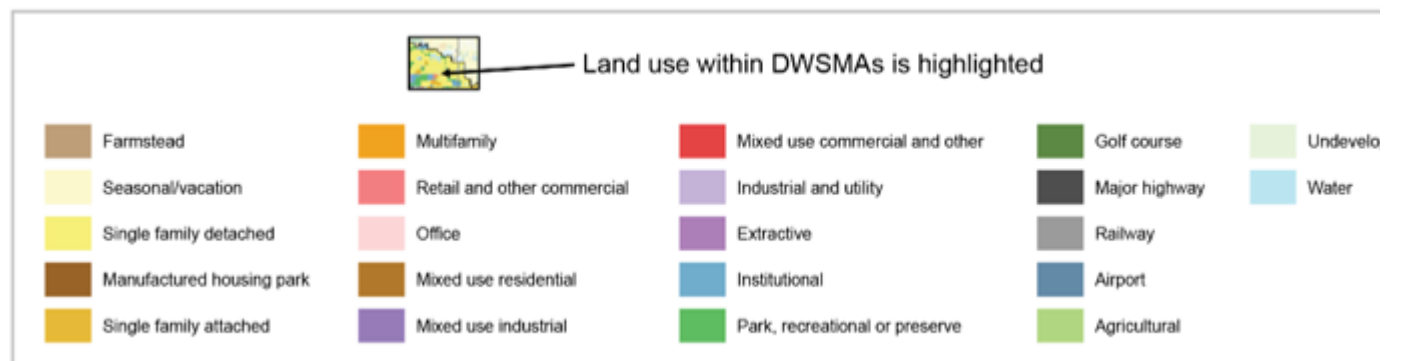 Land use within DWSMAs is highlighted
Farmstead
Seasonal/vacation
Single family detached
Manufactured housing park
Single family attached
Multifamily
Retail and other commercial
Office
Mixed use residential
Mixed use industrial
Mixed use commercial and other
Industrial and utility
Extractive
Institutional
Park, recreational or preserve
Golf course
Major highway
Railway
Airport
Agricultural
Undevelo
Water